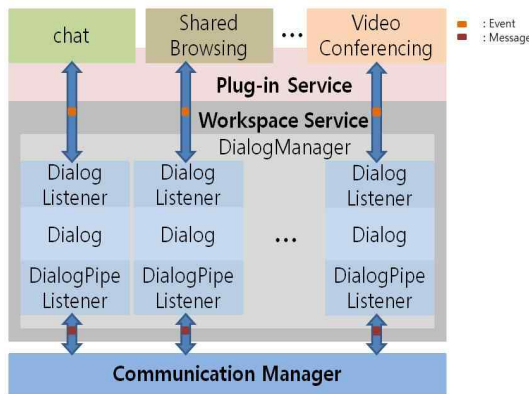 chat
Shared
Browsing
...
Video
Conferencing
: Event
: Message
Plug-in Service
Workspace Service
DialogManager
Dialog
Listener
Dialog
Listener
Dialog
Listener
Dialog
Dialog
...
Dialog
DialogPipe
Listener
DialogPipe
Listener
DialogPipe
Listener
Communication Manager